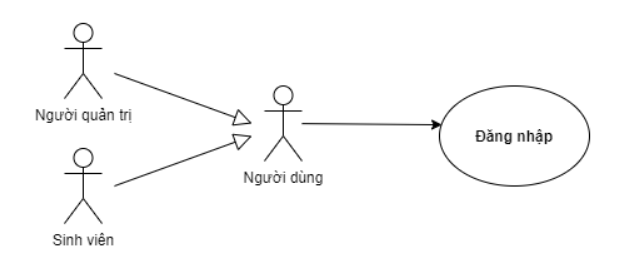 Người quản trị
Người dùng
Đăng nhập
Sinh viên